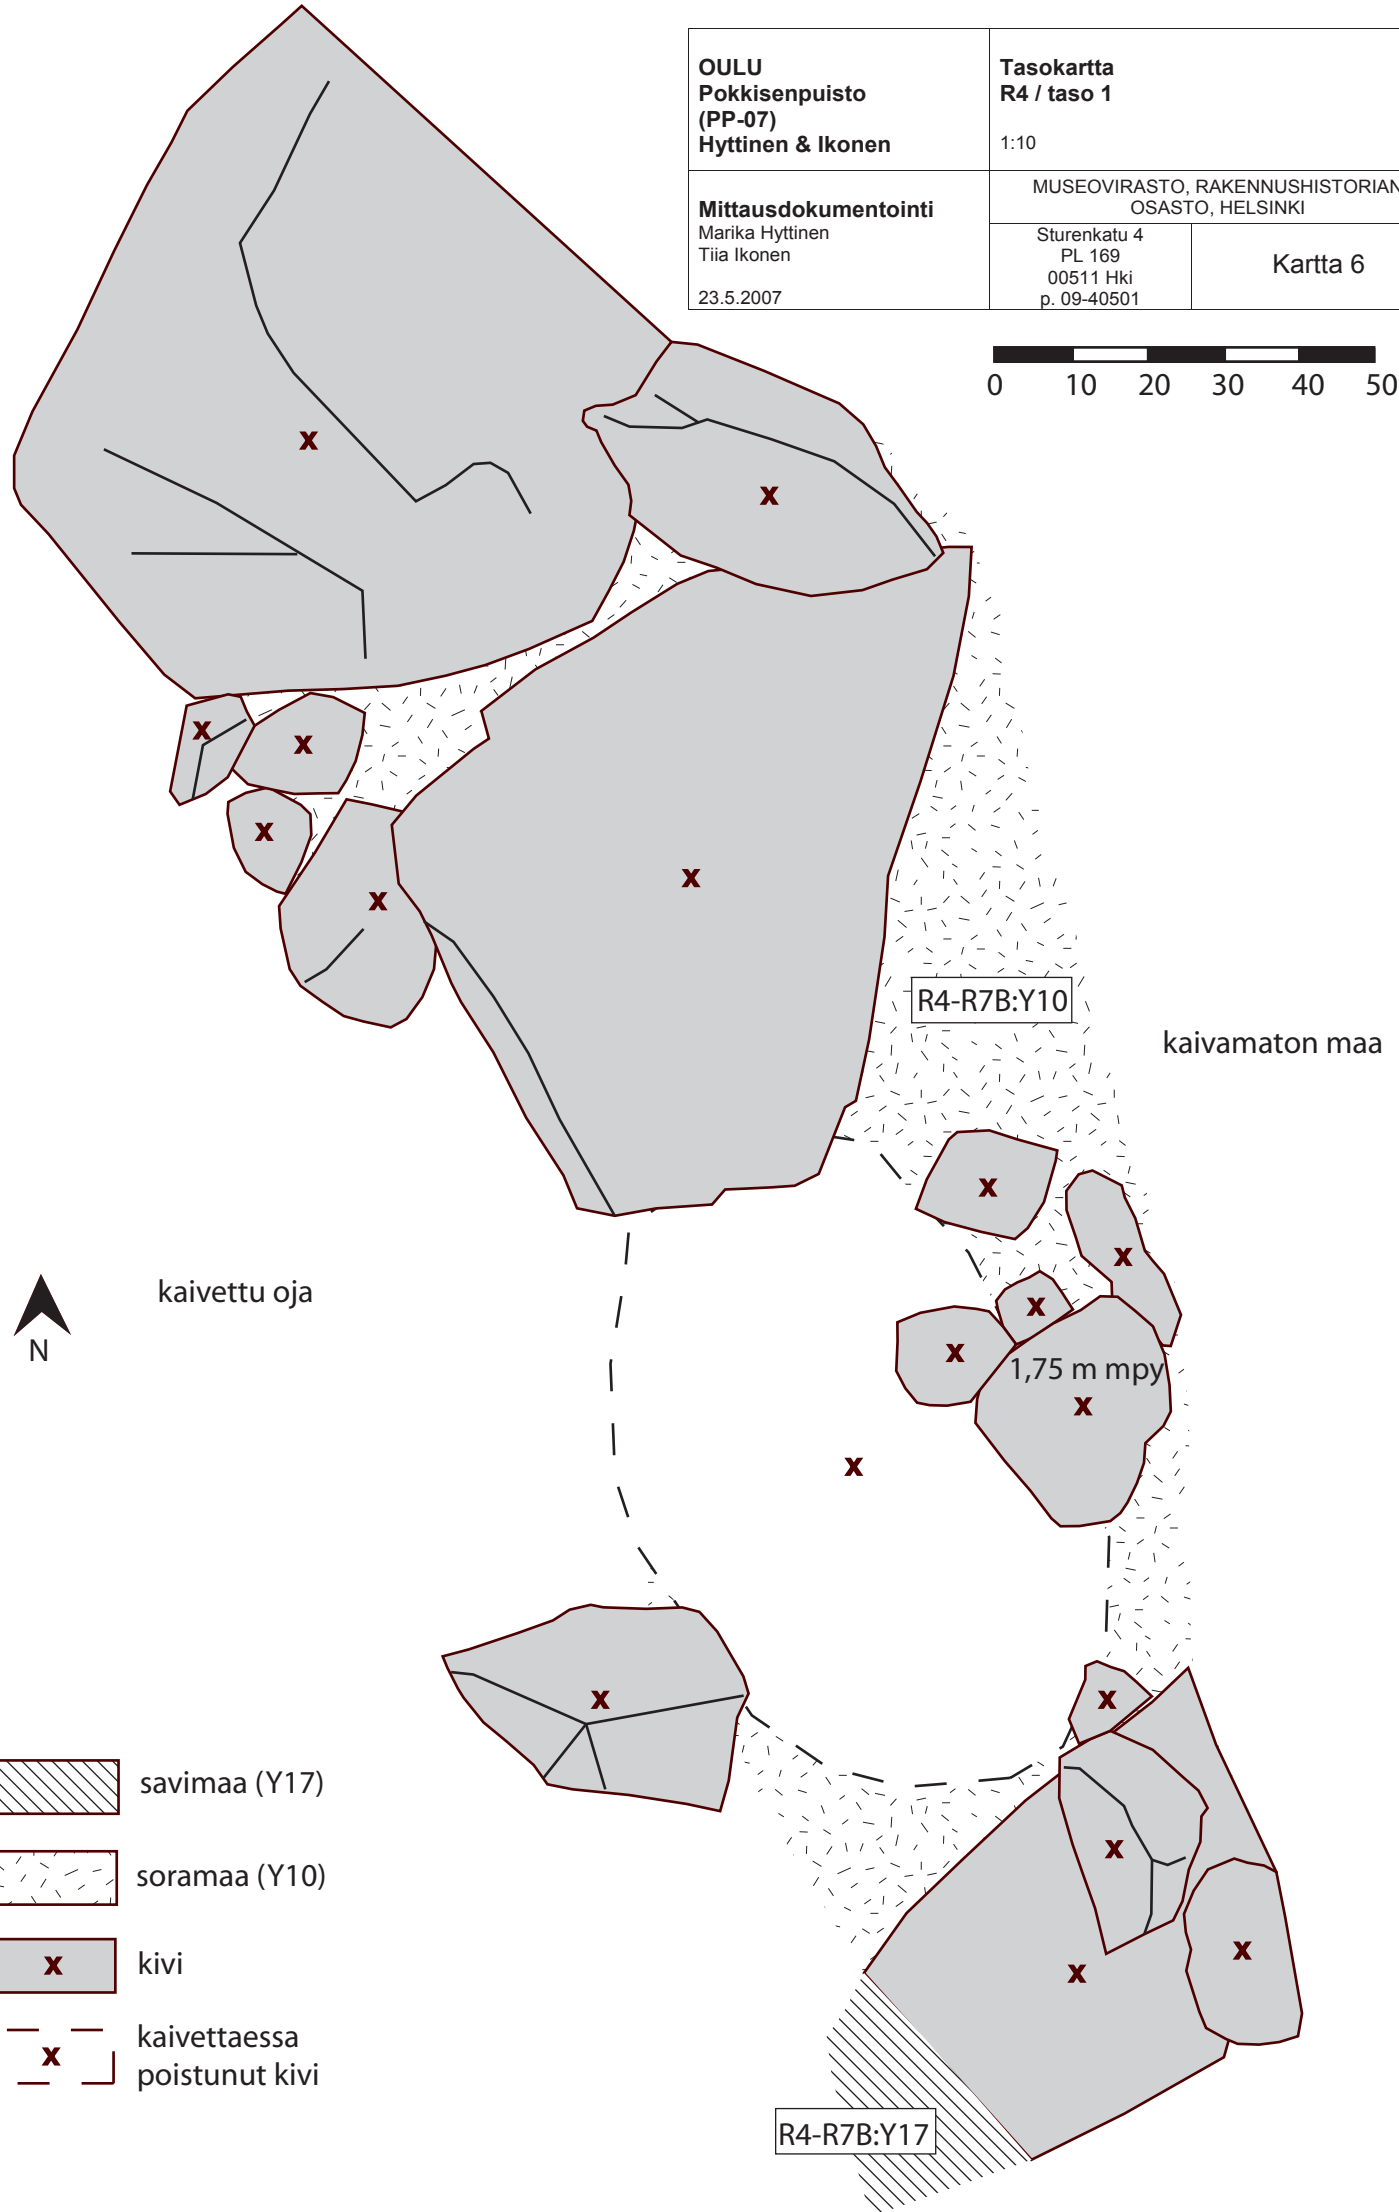 OULU
Pokkisenpuisto
(PP-07)
Hyttinen & Ikonen
Tasokartta
R4 / taso 1
1:10
Mittausdokumentointi
Marika Hyttinen
Tiia Ikonen
23.5.2007
MUSEOVIRASTO, RAKENNUSHISTORIAN
OSASTO, HELSINKI
Sturenkatu 4
PL 169
00511 Hki
p. 09-40501
Kartta 6
0 10 20 30 40 50
x
x
x
x
x
x
x
R4-R7B:Y10
kaivamaton maa
x
x
kaivettu oja
N
x
x
1,75 m mpy
x
x
x
x
x
x
x
savimaa (Y17)
soramaa (Y10)
x kivi
x kaivettaessa
poistunut kivi
R4-R7B:Y17